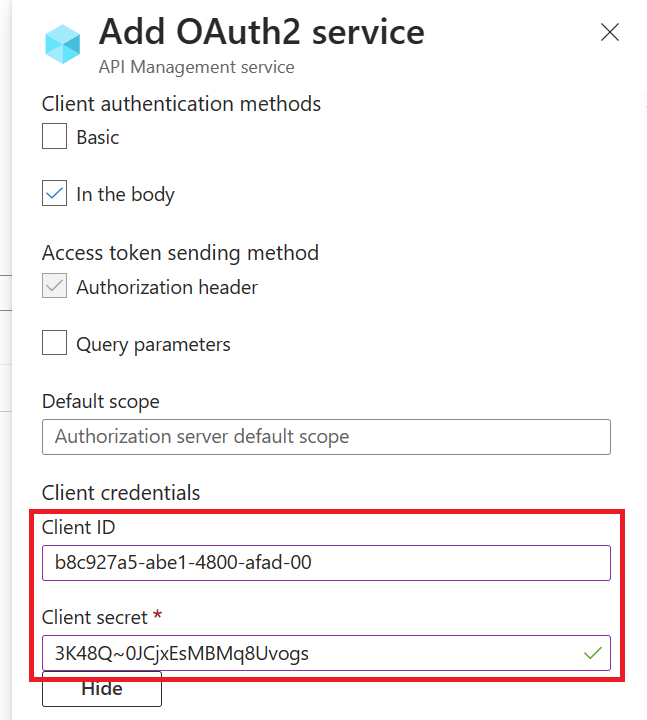 Add OAuth2 service
API Management service
Client authentication methods
Basic
In the body
Access token sending method
Authorization header
Query parameters
Default scope
Authorization server default scope
Client credentials
Client ID
b8c927a5-abe1-4800-afad-00
Client secret *
3K48Q~0JCjxEsMBMq8Uvogs
Hide